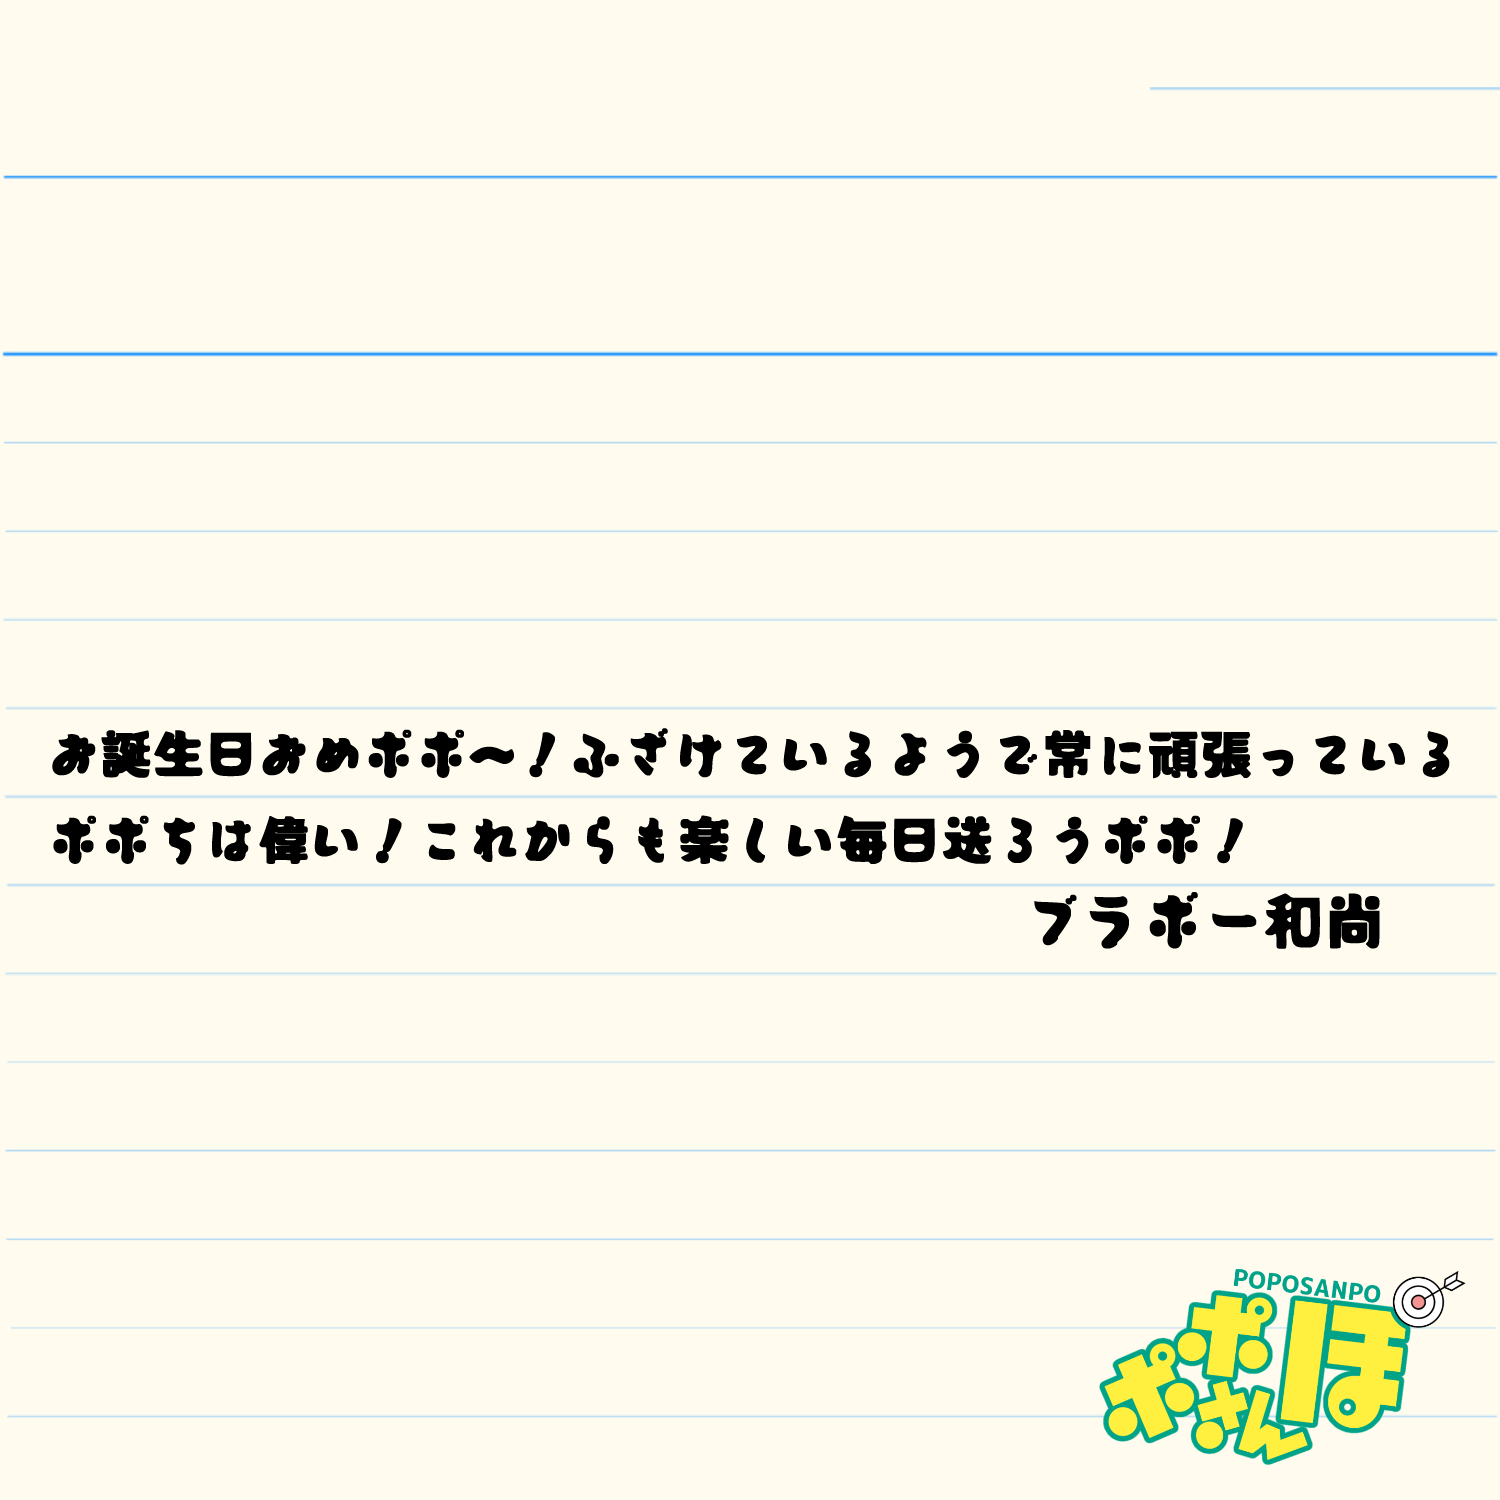 お誕生日おめポポ〜！ふざけているようで常に頑張っている
ポポちは偉い！これからも楽しい毎日送ろうポポ！
ブラボー和尚
POPOSANPO
ポポさんぽ